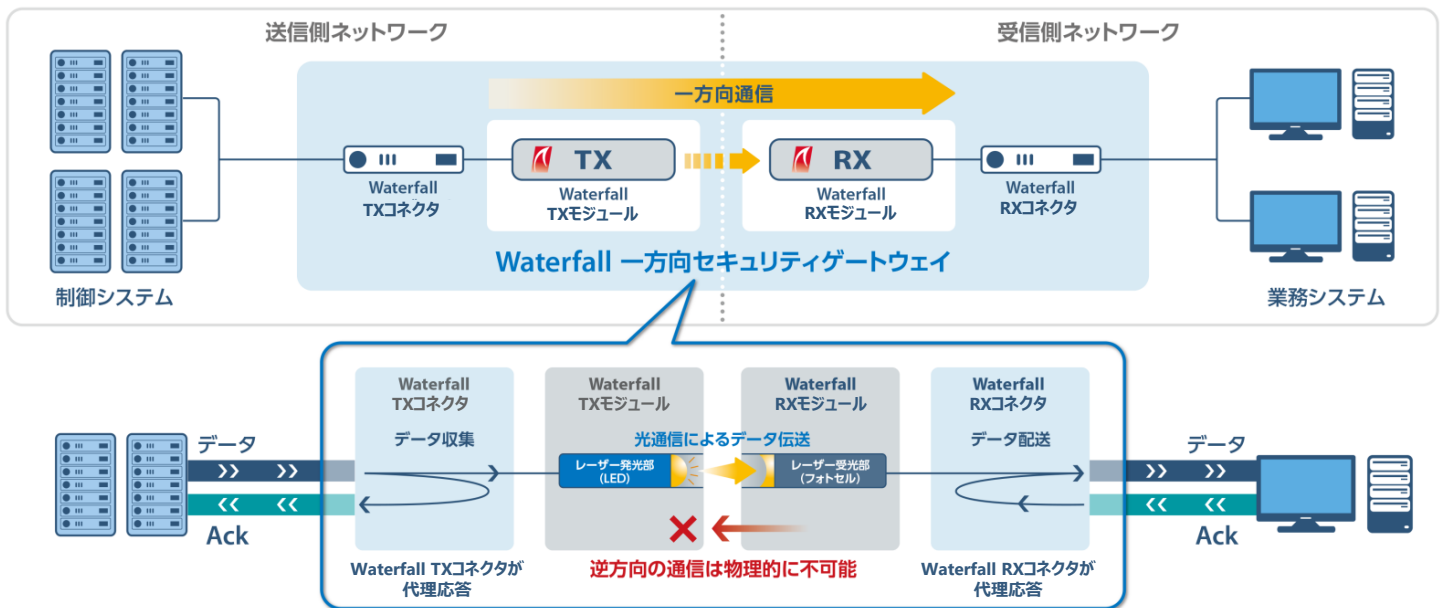 送信側ネットワーク
受信側ネットワーク
一方向通信
TX
RX
Waterfall
TXコネクタ
Waterfall
TXモジュール
Waterfall
RXモジュール
Waterfall
RXコネクタ
Waterfall 一方向セキュリティゲートウェイ
制御システム
業務システム
Waterfall
TXコネクタ
Waterfall
TXモジュール
Waterfall
RXモジュール
Waterfall
RXコネクタ
データ
データ収集
光通信によるデータ伝送
データ配送
データ
レーザー発光部
(LED)
レーザー受光部
(フォトセル)
Ack
Ack
Waterfall TXコネクタが
代理応答
逆方向の通信は物理的に不可能
Waterfall RXコネクタが
代理応答